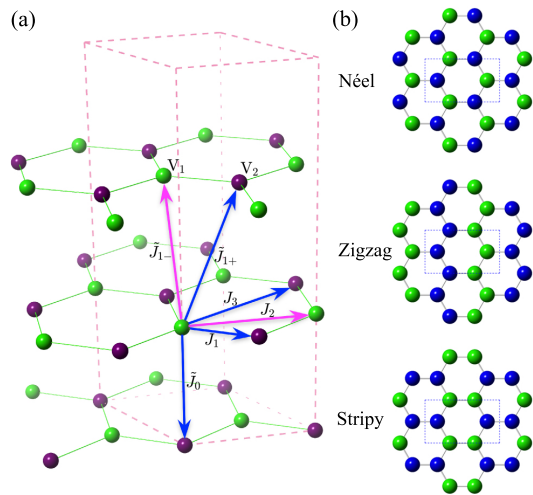 (a)
(b)
V₁
V₂
J̃₁₋
J̃₁₊
J₃
J₂
J₁
J̃₀
Néel
Zigzag
Stripy